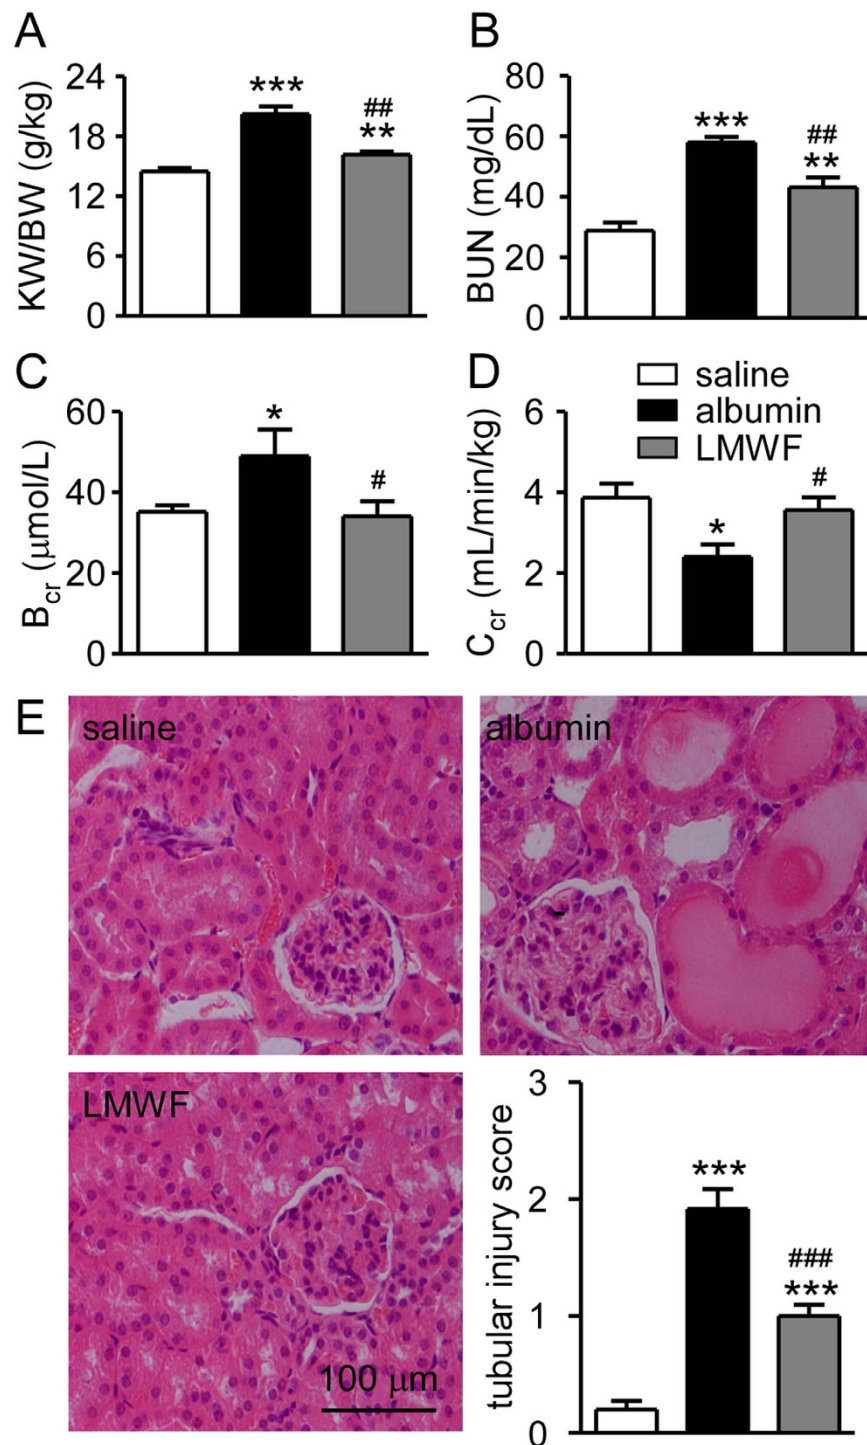 A
KW/BW (g/kg)
24
18
12
6
0
***
##
**
B
BUN (mg/dL)
80
60
40
20
0
***
##
**
C
B_cr (μmol/L)
60
40
20
0
*
#
D
C_cr (mL/min/kg)
6
4
2
0
saline
albumin
LMWF
*
#
E
saline
albumin
LMWF
100 μm
tubular injury score
3
2
1
0
***
###
***